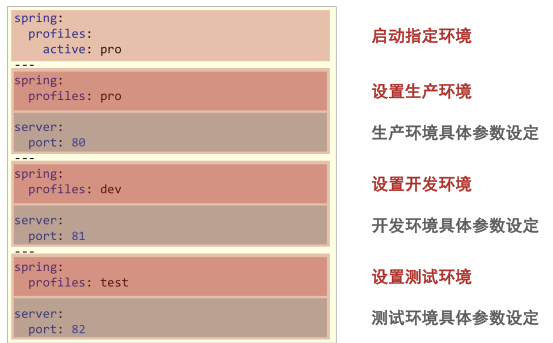 spring:
  profiles:
    active: pro
---
spring:
  profiles: pro
server:
  port: 80
---
spring:
  profiles: dev
server:
  port: 81
---
spring:
  profiles: test
server:
  port: 82
启动指定环境
设置生产环境
生产环境具体参数设定
设置开发环境
开发环境具体参数设定
设置测试环境
测试环境具体参数设定